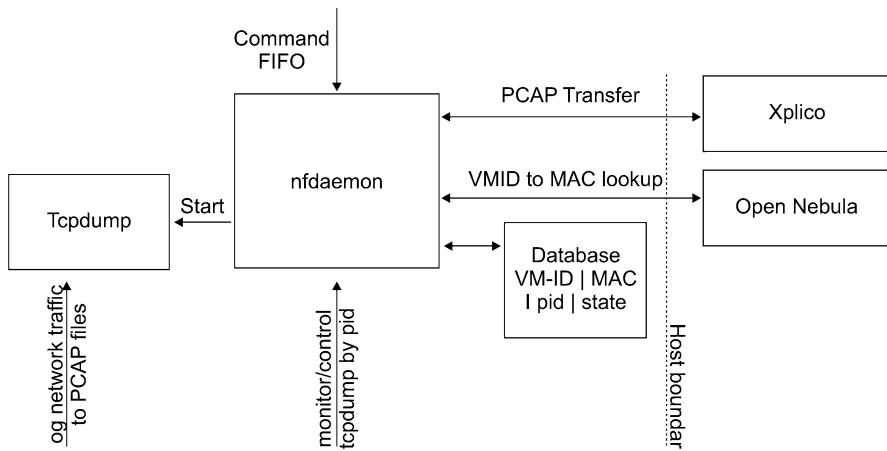 Command
FIFO
PCAP Transfer
Xplico
nfdaemon
VMID to MAC lookup
Open Nebula
Tcpdump
Start
Database
VM-ID | MAC
I pid | state
og network traffic
to PCAP files
monitor/control
tcpdump by pid
Host boundar